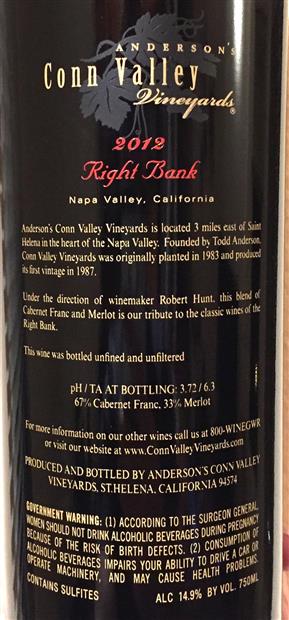 ANDERSON'S
Conn Valley
Vineyards®
2012
Right Bank
Napa Valley, California
Anderson's Conn Valley Vineyards is located 3 miles east of Saint
Helena in the heart of the Napa Valley. Founded by Todd Anderson,
Conn Valley Vineyards was originally planted in 1983 and produced
its first vintage in 1987.
Under the direction of winemaker Robert Hunt, this blend of
Cabernet Franc and Merlot is our tribute to the classic wines of the
Right Bank.
This wine was bottled unfined and unfiltered
pH / TA AT BOTTLING: 3.72 / 6.3
67% Cabernet Franc, 33% Merlot
For more information on our other wines call us at 800-WINEGWR
or visit our website at www.ConnValleyVineyards.com
PRODUCED AND BOTTLED BY ANDERSON'S CONN VALLEY
VINEYARDS, ST.HELENA, CALIFORNIA 94574
GOVERNMENT WARNING: (1) ACCORDING TO THE SURGEON GENERAL,
WOMEN SHOULD NOT DRINK ALCOHOLIC BEVERAGES DURING PREGNANCY
BECAUSE OF THE RISK OF BIRTH DEFECTS. (2) CONSUMPTION OF
ALCOHOLIC BEVERAGES IMPAIRS YOUR ABILITY TO DRIVE A CAR OR
OPERATE MACHINERY, AND MAY CAUSE HEALTH PROBLEMS.
CONTAINS SULFITES ALC 14.9% BY VOL. 750ML